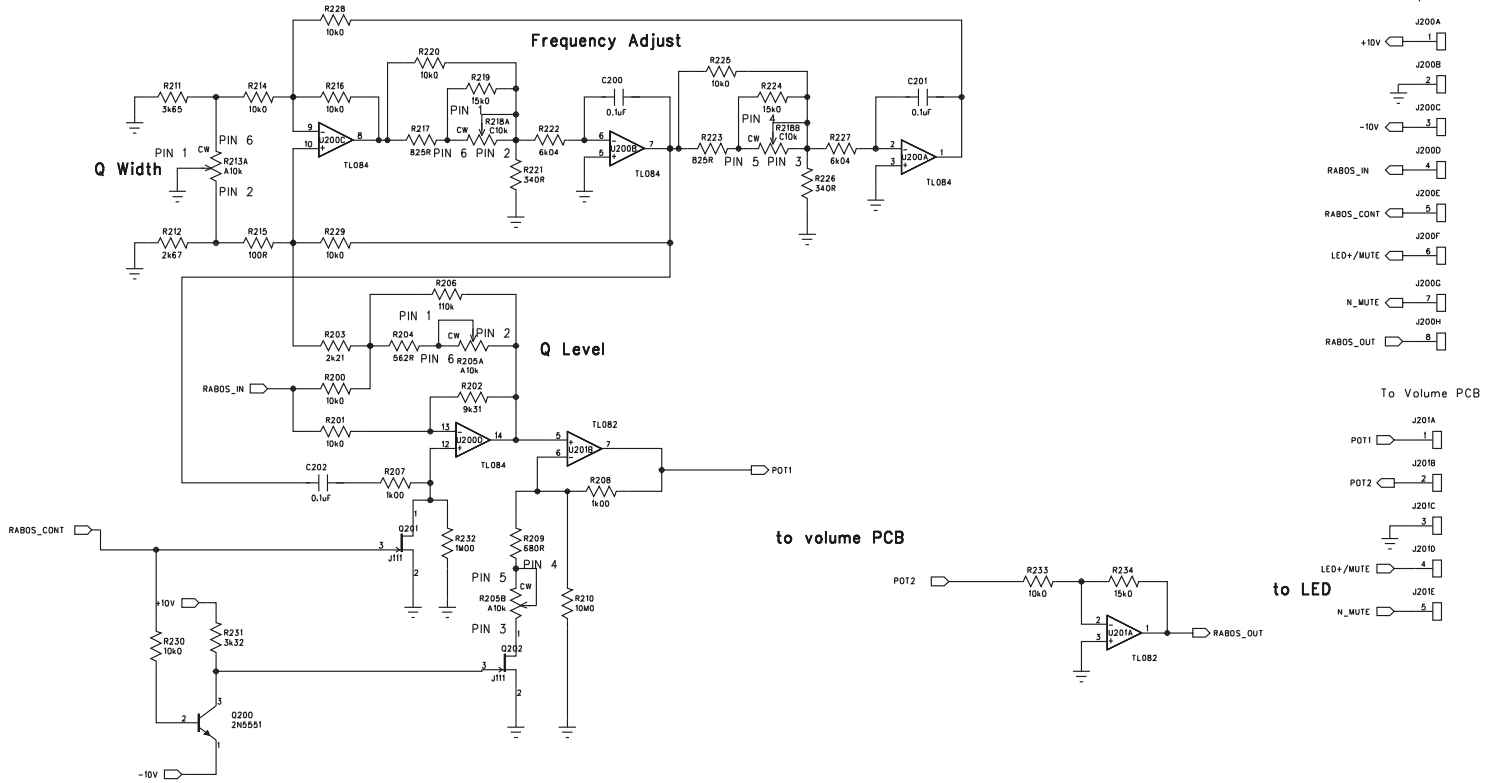 R228
10k0
Frequency Adjust
R220
10k0
R219
15k0
PIN 1
R218A
C10k
CW
R217
825R
PIN 6
PIN 2
R211
3k65
R214
10k0
R216
10k0
9
10
U200C
8
TL084
R222
6k04
R221
340R
C200
0.1uF
6
5
U200B
7
TL084
R225
10k0
R224
15k0
PIN 4
R218B
C10k
CW
R223
825R
PIN 5
PIN 3
R227
6k04
R226
340R
C201
0.1uF
2
3
U200A
1
TL084
Q Width
PIN 6
PIN 1
CW
R213A
A10k
PIN 2
R212
2k67
R215
100R
R229
10k0
R206
110k
PIN 1
R203
2k21
R204
562R
CW
PIN 2
PIN 6
R205A
A10k
Q Level
RABOS_IN
R200
10k0
R202
9k31
R201
10k0
13
12
U200D
14
TL084
TL082
5
6
U201B
7
POT1
C202
0.1uF
R207
1k00
R208
1k00
RABOS_CONT
1
Q201
3
J111
2
R232
1M00
R209
680R
PIN 4
PIN 5
CW
R205B
A10k
PIN 3
R210
10M0
+10V
R230
10k0
R231
3k32
1
Q202
3
J111
2
3
2
Q200
2N5551
1
-10V
to volume PCB
POT2
R233
10k0
R234
15k0
2
3
U201A
1
TL082
RABOS_OUT
to LED
J200A
+10V
1
J200B
2
J200C
-10V
3
J200D
RABOS_IN
4
J200E
RABOS_CONT
5
J200F
LED+/MUTE
6
J200G
N_MUTE
7
J200H
RABOS_OUT
8
To Volume PCB
J201A
POT1
1
J201B
POT2
2
J201C
3
J201D
LED+/MUTE
4
J201E
N_MUTE
5